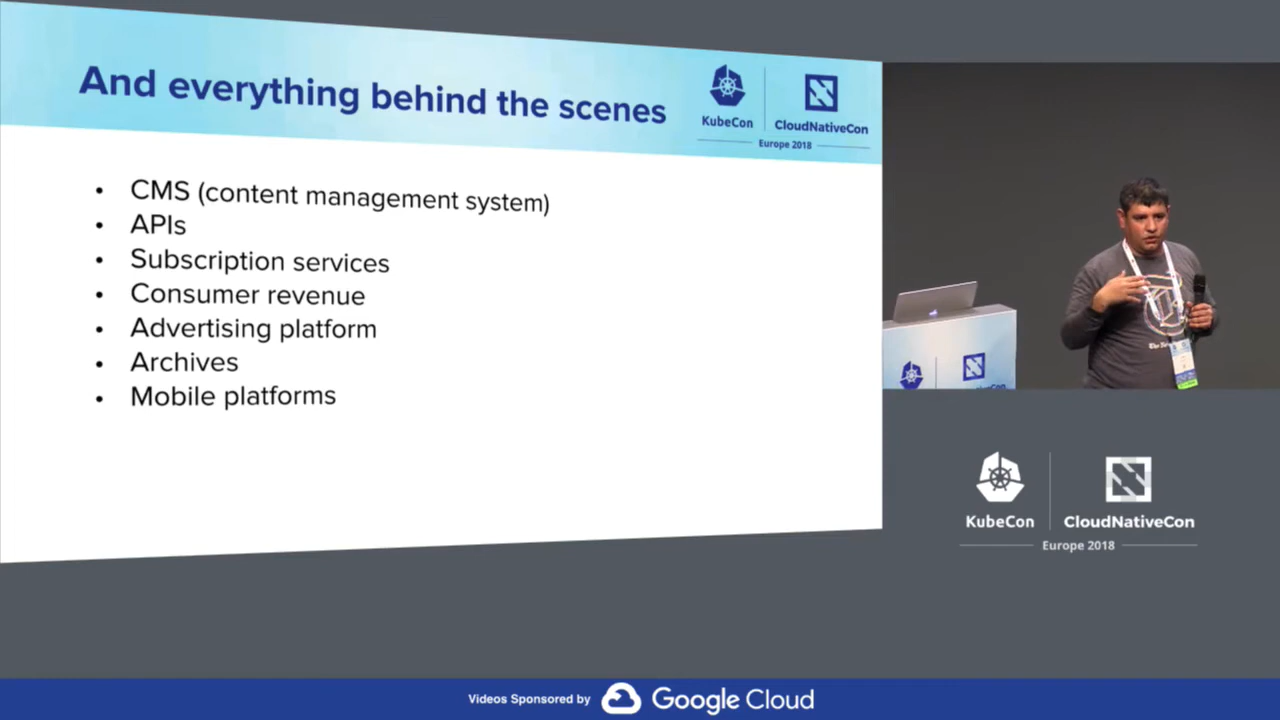 And everything behind the scenes
KubeCon
CloudNativeCon
Europe 2018
• CMS (content management system)
• APIs
• Subscription services
• Consumer revenue
• Advertising platform
• Archives
• Mobile platforms
The
KubeCon
CloudNativeCon
Europe 2018
Videos Sponsored by Google Cloud